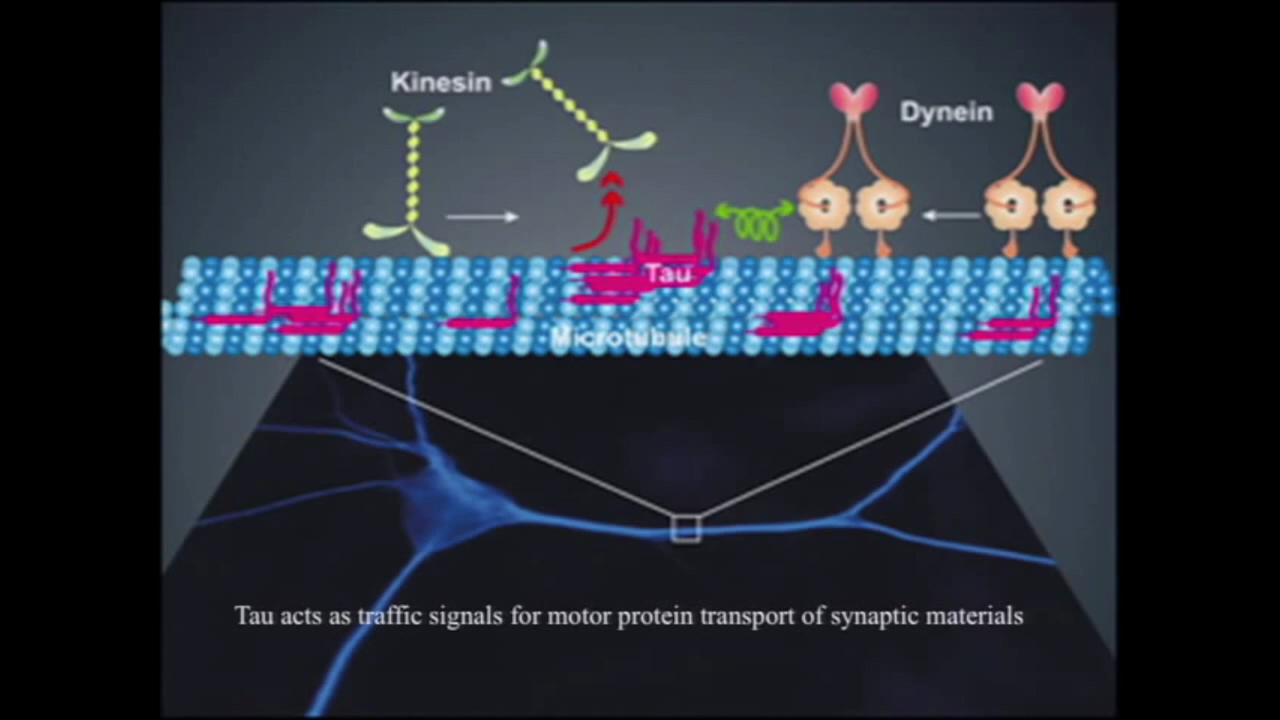 Kinesin
Dynein
Tau
Microtubule
Tau acts as traffic signals for motor protein transport of synaptic materials